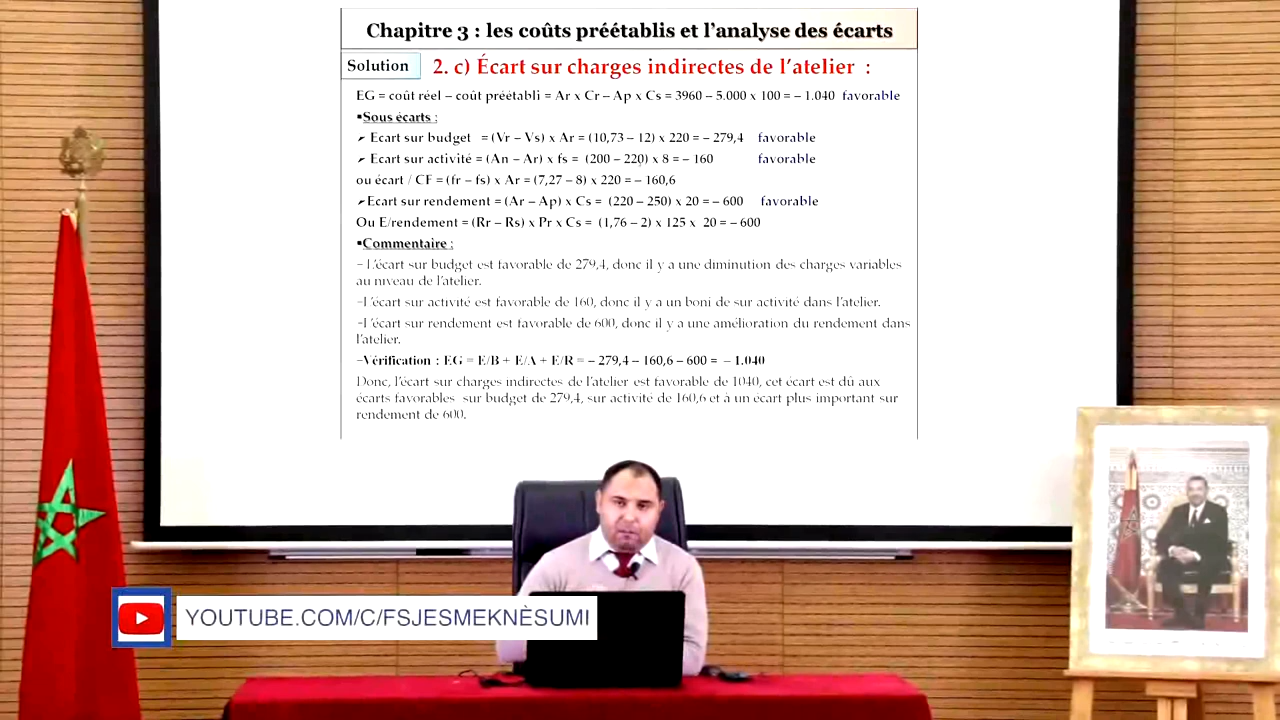 Chapitre 3 : les coûts préétablis et l'analyse des écarts
Solution
2. c) Écart sur charges indirectes de l'atelier :
EG = coût réel – coût préétabli = Ar x Cr – Ap x Cs = 3960 – 5.000 x 100 = – 1.040 favorable
▪Sous écarts :
➢ Ecart sur budget = (Vr – Vs) x Ar = (10,73 – 12) x 220 = – 279,4 favorable
➢ Ecart sur activité = (An – Ar) x fs = (200 – 220) x 8 = – 160 favorable
ou écart / CF = (fr – fs) x Ar = (7,27 – 8) x 220 = – 160,6
➢Ecart sur rendement = (Ar – Ap) x Cs = (220 – 250) x 20 = – 600 favorable
Ou E/rendement = (Rr – Rs) x Pr x Cs = (1,76 – 2) x 125 x 20 = – 600
▪Commentaire :
– L'écart sur budget est favorable de 279,4, donc il y a une diminution des charges variables
au niveau de l'atelier.
–L'écart sur activité est favorable de 160, donc il y a un boni de sur activité dans l'atelier.
–L'écart sur rendement est favorable de 600, donc il y a une amélioration du rendement dans
l'atelier.
–Vérification : EG = E/B + E/A + E/R = – 279,4 – 160,6 – 600 = – 1.040
Donc, l'écart sur charges indirectes de l'atelier est favorable de 1040, cet écart est dû aux
écarts favorables sur budget de 279,4, sur activité de 160,6 et à un écart plus important sur
rendement de 600.
YOUTUBE.COM/C/FSJESMEKNÈSUMI